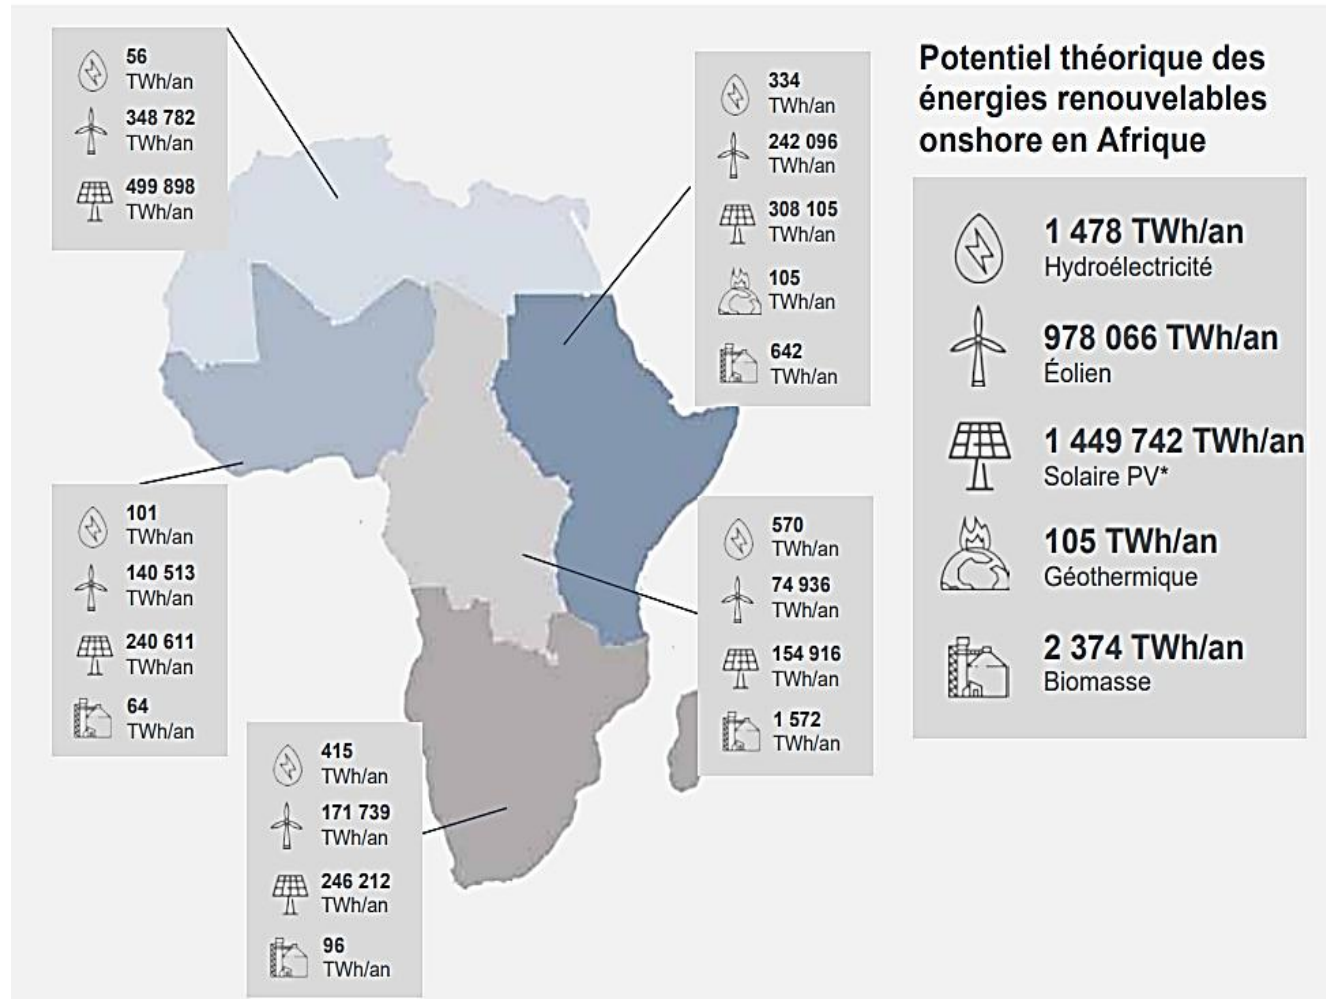 56
TWh/an
348 782
TWh/an
499 898
TWh/an
334
TWh/an
242 096
TWh/an
308 105
TWh/an
105
TWh/an
642
TWh/an
Potentiel théorique des
énergies renouvelables
onshore en Afrique
1 478 TWh/an
Hydroélectricité
978 066 TWh/an
Éolien
1 449 742 TWh/an
Solaire PV*
105 TWh/an
Géothermique
2 374 TWh/an
Biomasse
101
TWh/an
140 513
TWh/an
240 611
TWh/an
64
TWh/an
570
TWh/an
74 936
TWh/an
154 916
TWh/an
1 572
TWh/an
415
TWh/an
171 739
TWh/an
246 212
TWh/an
96
TWh/an